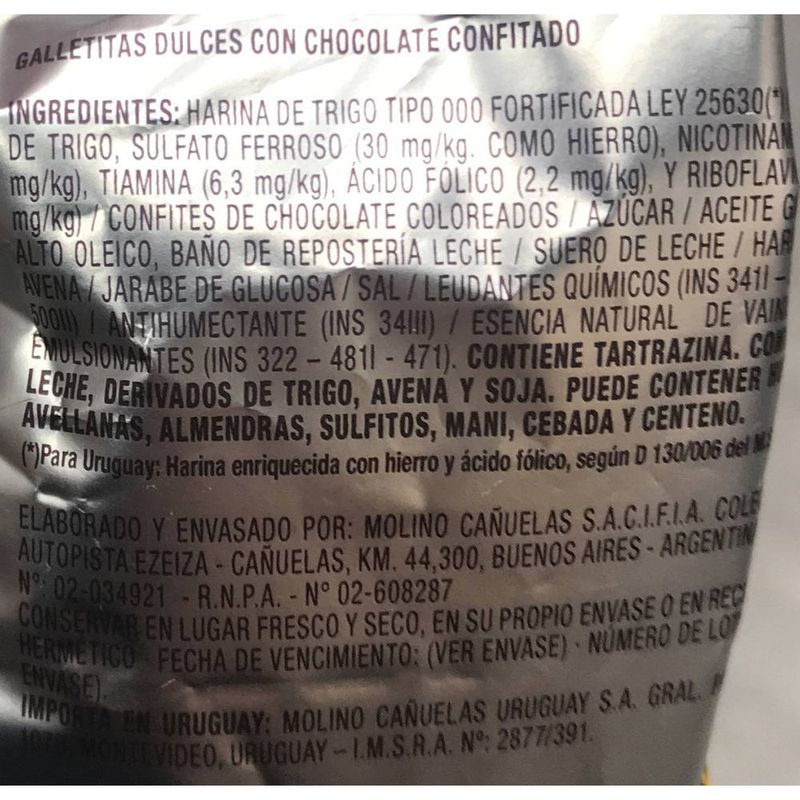 GALLETITAS DULCES CON CHOCOLATE CONFITADO
INGREDIENTES: HARINA DE TRIGO TIPO 000 FORTIFICADA LEY 25630(*)
DE TRIGO, SULFATO FERROSO (30 mg/kg. COMO HIERRO), NICOTINAM
mg/kg), TIAMINA (6,3 mg/kg), ÁCIDO FÓLICO (2,2 mg/kg), Y RIBOFLAVI
mg/kg) / CONFITES DE CHOCOLATE COLOREADOS / AZÚCAR / ACEITE G
ALTO OLEICO, BAÑO DE REPOSTERÍA LECHE / SUERO DE LECHE / HAR
AVENA / JARABE DE GLUCOSA / SAL / LEUDANTES QUÍMICOS (INS 341I -
500II) / ANTIHUMECTANTE (INS 34III) / ESENCIA NATURAL DE VAIN
EMULSIONANTES (INS 322 – 481I - 471). CONTIENE TARTRAZINA. CON
LECHE, DERIVADOS DE TRIGO, AVENA Y SOJA. PUEDE CONTENER
AVELLANAS, ALMENDRAS, SULFITOS, MANI, CEBADA Y CENTENO.
(*)Para Uruguay: Harina enriquecida con hierro y ácido fólico, según D 130/006 del M.S
ELABORADO Y ENVASADO POR: MOLINO CAÑUELAS S.A.C.I.F.I.A. COLE
AUTOPISTA EZEIZA - CAÑUELAS, KM. 44,300, BUENOS AIRES - ARGENTIN
Nº: 02-034921 - R.N.P.A. - Nº 02-608287
CONSERVAR EN LUGAR FRESCO Y SECO, EN SU PROPIO ENVASE O EN REC
HERMÉTICO - FECHA DE VENCIMIENTO: (VER ENVASE) · NÚMERO DE LOT
ENVASE).
IMPORTA EN URUGUAY: MOLINO CAÑUELAS URUGUAY S.A. GRAL.
MONTEVIDEO, URUGUAY – I.M.S.R.A. Nº: 2877/391.